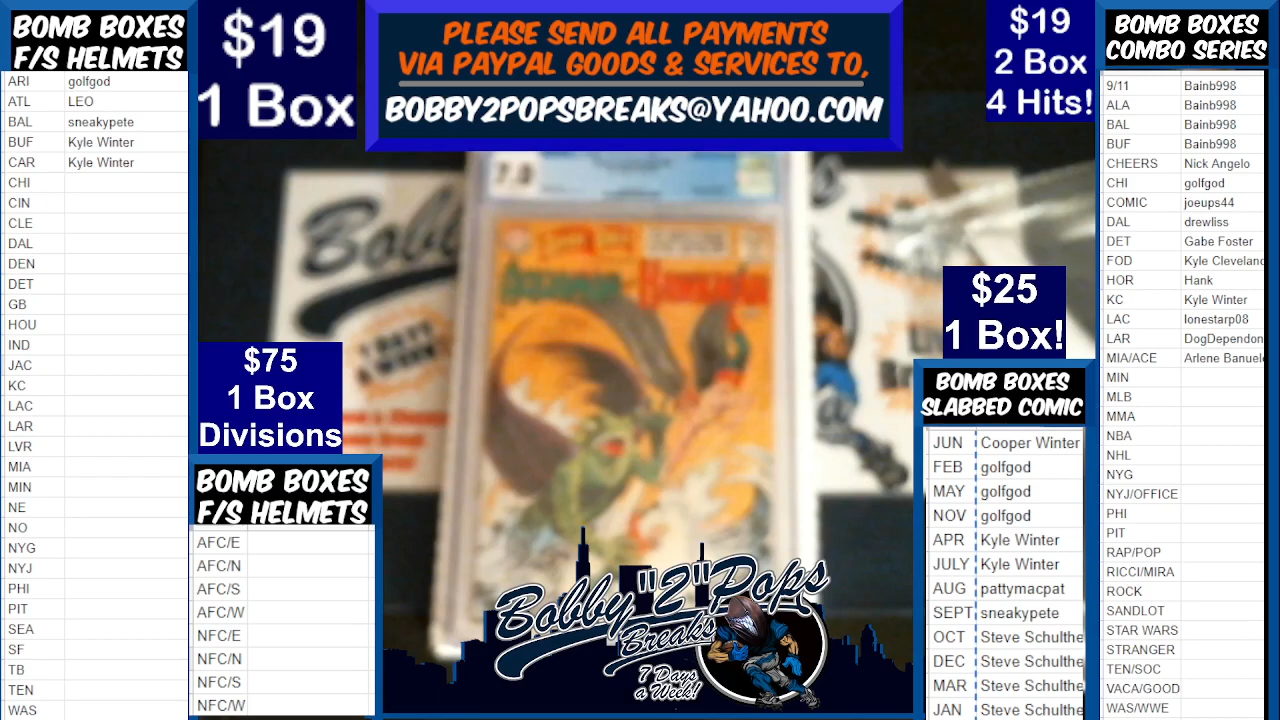 BOMB BOXES
F/S HELMETS
ARI golfgod
ATL LEO
BAL sneakypete
BUF Kyle Winter
CAR Kyle Winter
CHI
CIN
CLE
DAL
DEN
DET
GB
HOU
IND
JAC
KC
LAC
LAR
LVR
MIA
MIN
NE
NO
NYG
NYJ
PHI
PIT
SEA
SF
TB
TEN
WAS
$19
1 Box
PLEASE SEND ALL PAYMENTS
VIA PAYPAL GOODS & SERVICES TO,
BOBBY2POPSBREAKS@YAHOO.COM
$19
2 Box
4 Hits!
7.0
Bobby
$75
1 Box
Divisions
BOMB BOXES
F/S HELMETS
AFC/E
AFC/N
AFC/S
AFC/W
NFC/E
NFC/N
NFC/S
NFC/W
Bobby "2" Pops
Breaks
7 Days
a Week!
$25
1 Box!
BOMB BOXES
SLABBED COMIC
JUN Cooper Winter
FEB golfgod
MAY golfgod
NOV golfgod
APR Kyle Winter
JULY Kyle Winter
AUG pattymacpat
SEPT sneakypete
OCT Steve Schulthe
DEC Steve Schulthe
MAR Steve Schulthe
JAN Steve Schulthe
BOMB BOXES
COMBO SERIES
9/11 Bainb998
ALA Bainb998
BAL Bainb998
BUF Bainb998
CHEERS Nick Angelo
CHI golfgod
COMIC joeups44
DAL drewliss
DET Gabe Foster
FOD Kyle Cleveland
HOR Hank
KC Kyle Winter
LAC lonestarp08
LAR DogDependon
MIA/ACE Arlene Banuel
MIN
MLB
MMA
NBA
NHL
NYG
NYJ/OFFICE
PHI
PIT
RAP/POP
RICCI/MIRA
ROCK
SANDLOT
STAR WARS
STRANGER
TEN/SOC
VACA/GOOD
WAS/WWE